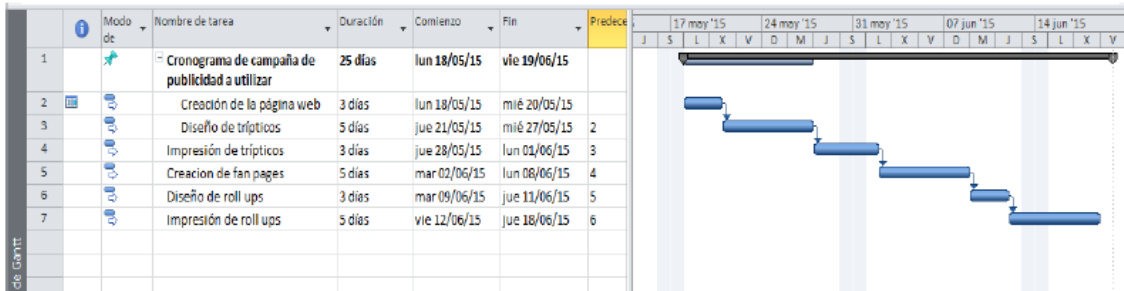 Modo de Nombre de tarea Duración Comienzo Fin Predece
17 may '15 24 may '15 31 may '15 07 jun '15 14 jun '15
J S L X V D M J S L X V D M J S L X V
1 Cronograma de campaña de publicidad a utilizar 25 días lun 18/05/15 vie 19/06/15
2 Creación de la página web 3 días lun 18/05/15 mié 20/05/15
3 Diseño de trípticos 5 días jue 21/05/15 mié 27/05/15 2
4 Impresión de trípticos 3 días jue 28/05/15 lun 01/06/15 3
5 Creacion de fan pages 5 días mar 02/06/15 lun 08/06/15 4
6 Diseño de roll ups 3 días mar 09/06/15 jue 11/06/15 5
7 Impresión de roll ups 5 días vie 12/06/15 jue 18/06/15 6
de Gantt